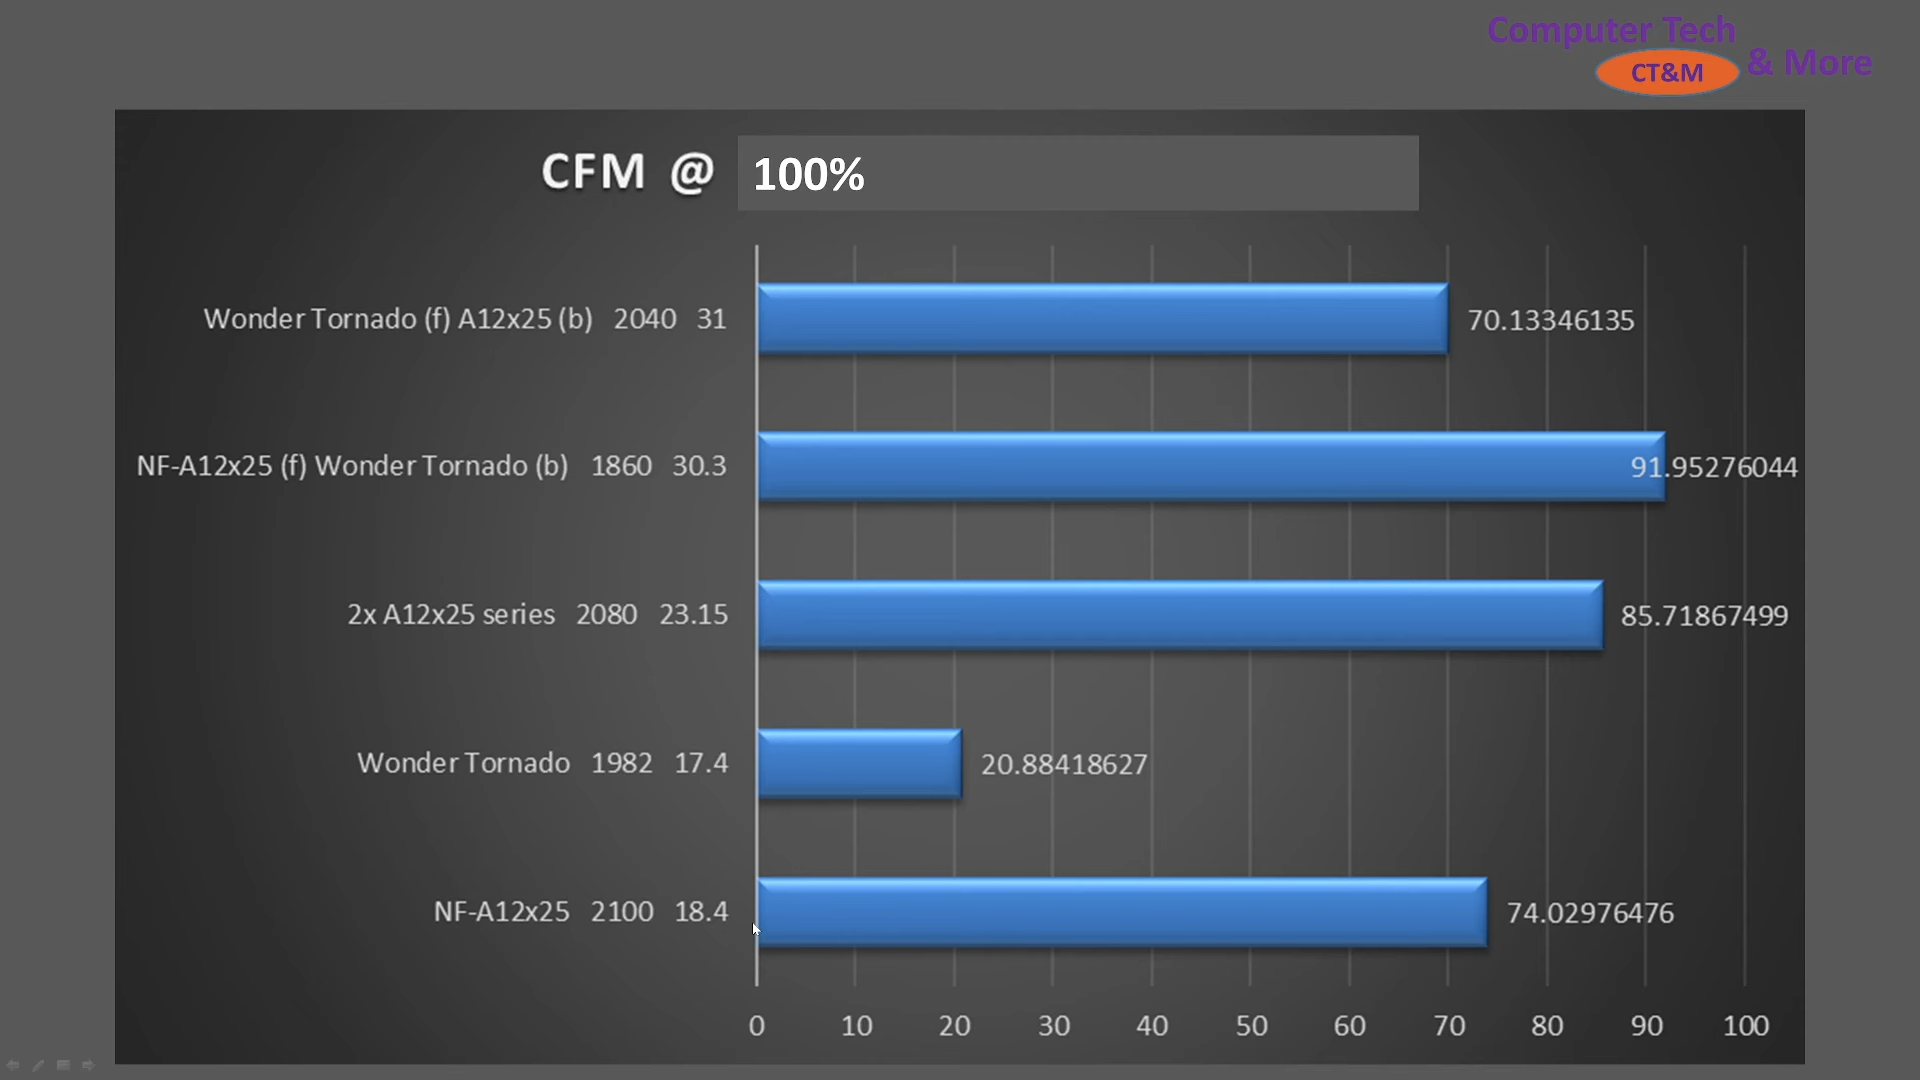 Computer Tech
CT&M & More
CFM @ 100%
Wonder Tornado (f) A12x25 (b) 2040 31 70.13346135
NF-A12x25 (f) Wonder Tornado (b) 1860 30.3 91.95276044
2x A12x25 series 2080 23.15 85.71867499
Wonder Tornado 1982 17.4 20.88418627
NF-A12x25 2100 18.4 74.02976476
0 10 20 30 40 50 60 70 80 90 100